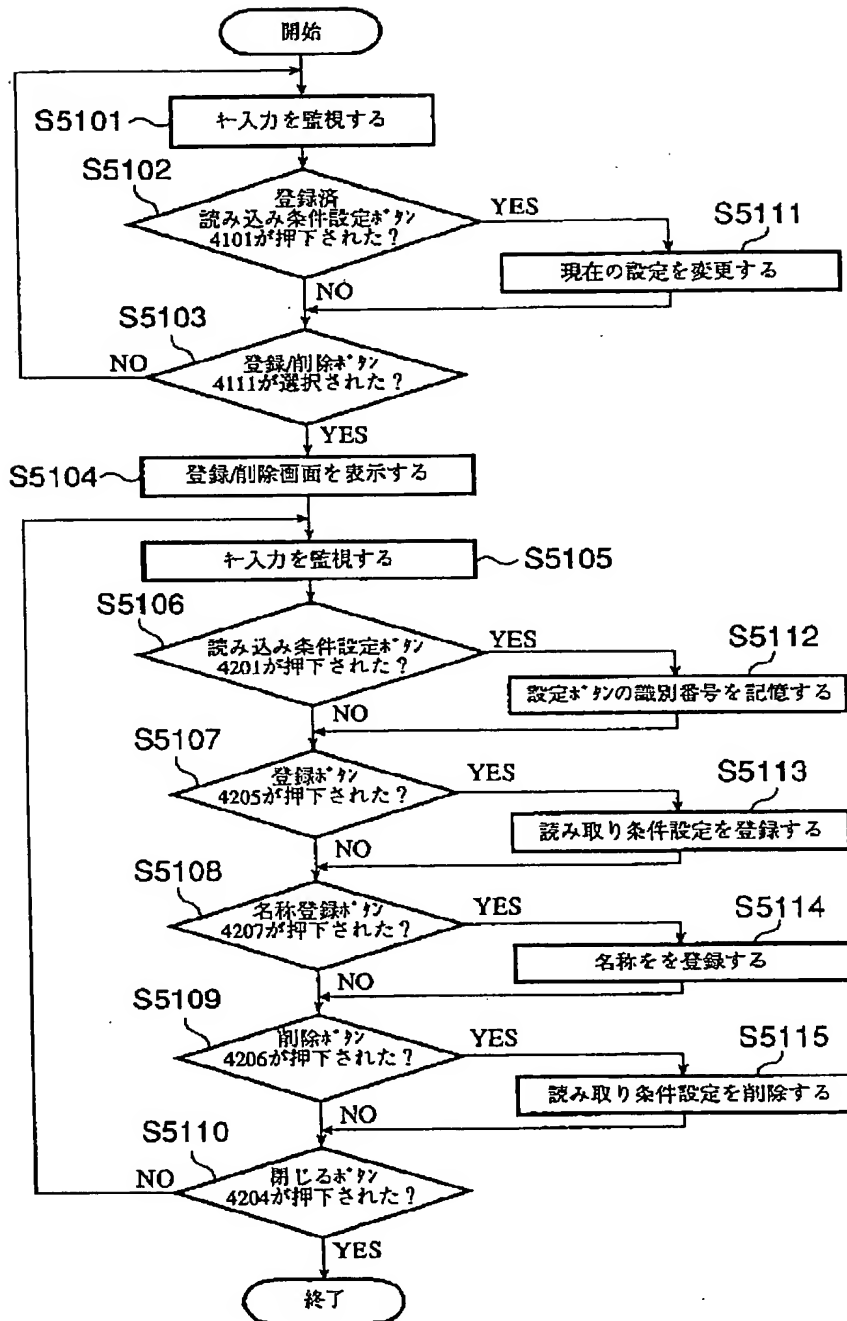 開始
S5101
キー入力を監視する
S5102
登録済
読み込み条件設定ボタン
4101が押下された？
YES
S5111
現在の設定を変更する
NO
S5103
登録/削除ボタン
4111が選択された？
NO
YES
S5104
登録/削除画面を表示する
キー入力を監視する
S5105
S5106
読み込み条件設定ボタン
4201が押下された？
YES
S5112
設定ボタンの識別番号を記憶する
NO
S5107
登録ボタン
4205が押下された？
YES
S5113
読み取り条件設定を登録する
NO
S5108
名称登録ボタン
4207が押下された？
YES
S5114
名称をを登録する
NO
S5109
削除ボタン
4206が押下された？
YES
S5115
読み取り条件設定を削除する
NO
S5110
閉じるボタン
4204が押下された？
NO
YES
終了